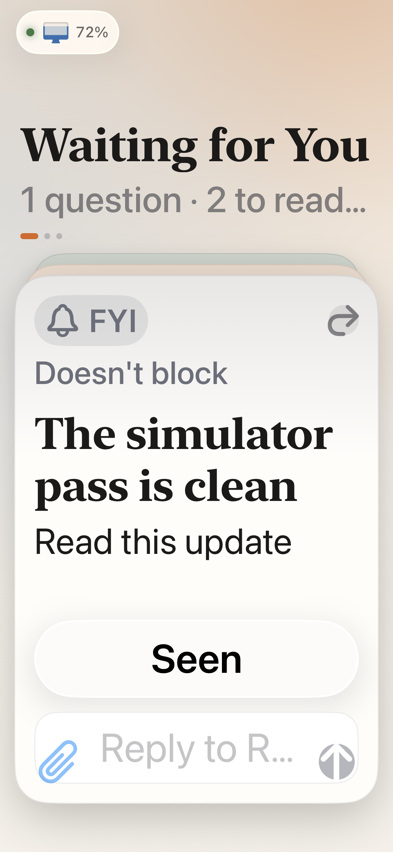 72%
Waiting for You
1 question · 2 to read…
FYI
Doesn't block
The simulator
pass is clean
Read this update
Seen
Reply to R…